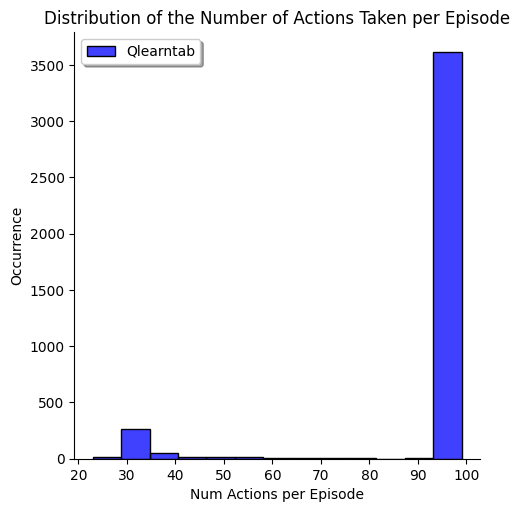 Distribution of the Number of Actions Taken per Episode
Qlearntab
3500
3000
2500
2000
1500
1000
500
0
Occurrence
20 30 40 50 60 70 80 90 100
Num Actions per Episode